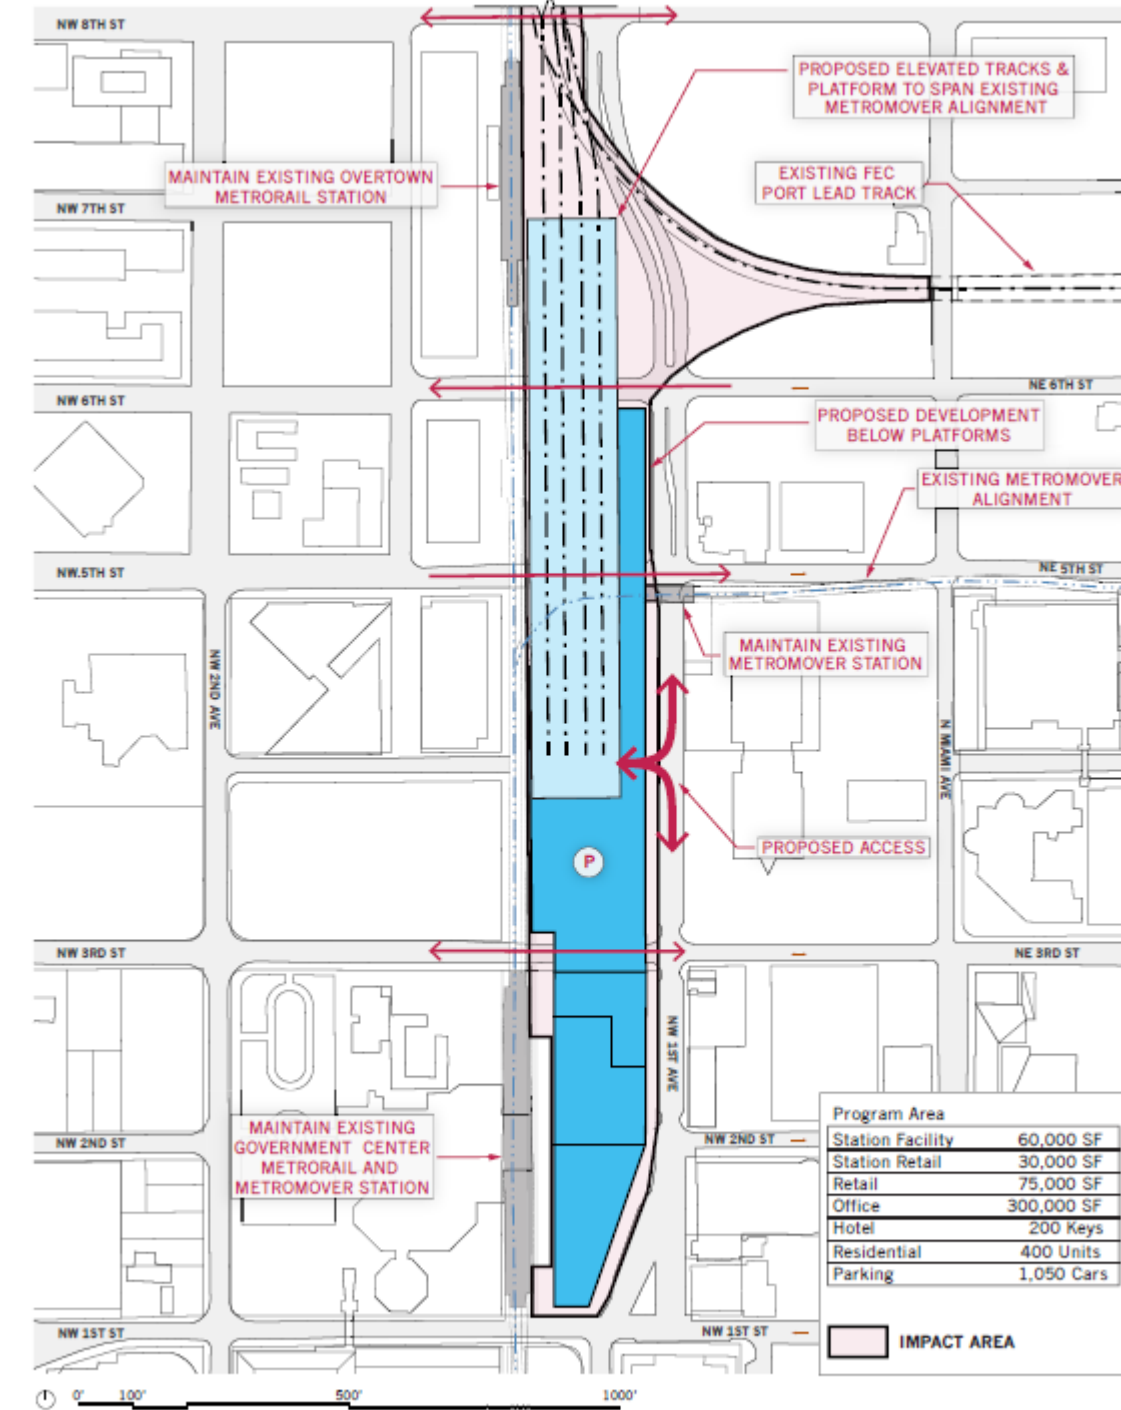 NW 8TH ST
PROPOSED ELEVATED TRACKS &
PLATFORM TO SPAN EXISTING
METROMOVER ALIGNMENT
MAINTAIN EXISTING OVERTOWN
METRORAIL STATION
EXISTING FEC
PORT LEAD TRACK
NW 7TH ST
NE 6TH ST
NW 6TH ST
PROPOSED DEVELOPMENT
BELOW PLATFORMS
EXISTING METROMOVER
ALIGNMENT
NW.5TH ST
NE 5TH ST
MAINTAIN EXISTING
METROMOVER STATION
NW 2ND AVE
N MIAMI AVE
PROPOSED ACCESS
P
NW 3RD ST
NE 3RD ST
NW 1ST AVE
MAINTAIN EXISTING
GOVERNMENT CENTER
METRORAIL AND
METROMOVER STATION
NW 2ND ST
NW 2ND ST
Program Area
Station Facility 60,000 SF
Station Retail 30,000 SF
Retail 75,000 SF
Office 300,000 SF
Hotel 200 Keys
Residential 400 Units
Parking 1,050 Cars
NW 1ST ST
NW 1ST ST
IMPACT AREA
0' 100' 500' 1000'